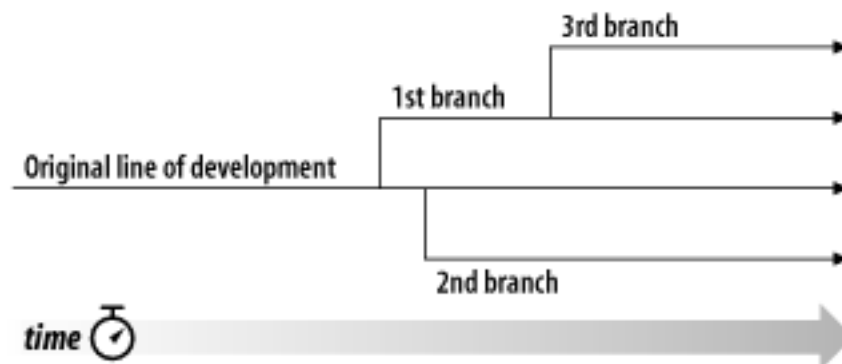 3rd branch
1st branch
Original line of development
2nd branch
time